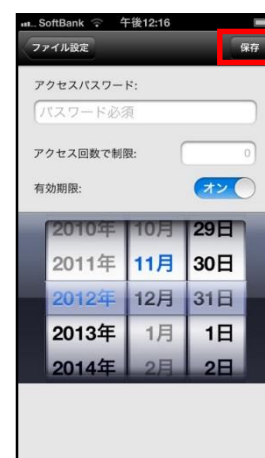 SoftBank 午後12:16
ファイル設定 保存
アクセスパスワード:
パスワード必須
アクセス回数で制限: 0
有効期限: オン
2010年 10月 29日
2011年 11月 30日
2012年 12月 31日
2013年 1月 1日
2014年 2月 2日